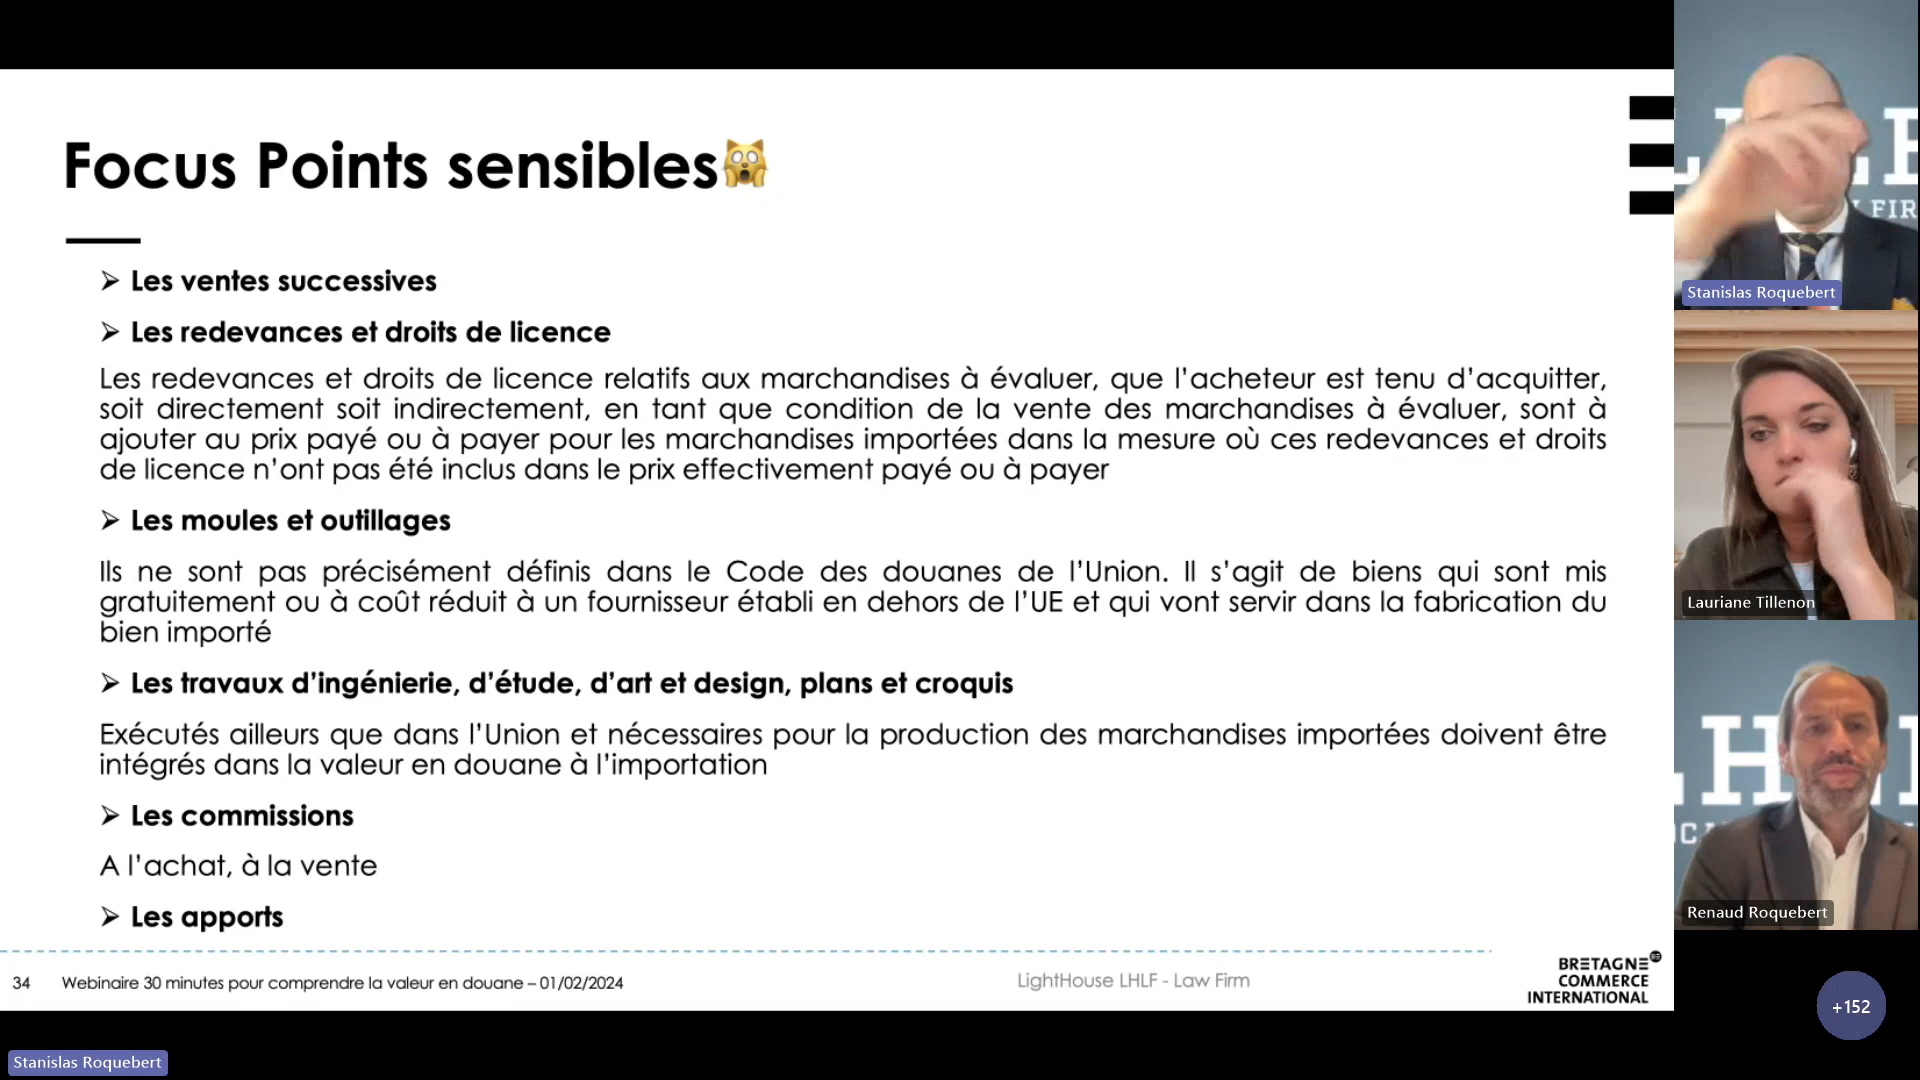 Focus Points sensibles
Les ventes successives
Les redevances et droits de licence
Les redevances et droits de licence relatifs aux marchandises à évaluer, que l’acheteur est tenu d’acquitter,
soit directement soit indirectement, en tant que condition de la vente des marchandises à évaluer, sont à
ajouter au prix payé ou à payer pour les marchandises importées dans la mesure où ces redevances et droits
de licence n’ont pas été inclus dans le prix effectivement payé ou à payer
Les moules et outillages
Ils ne sont pas précisément définis dans le Code des douanes de l’Union. Il s’agit de biens qui sont mis
gratuitement ou à coût réduit à un fournisseur établi en dehors de l’UE et qui vont servir dans la fabrication du
bien importé
Les travaux d’ingénierie, d’étude, d’art et design, plans et croquis
Exécutés ailleurs que dans l’Union et nécessaires pour la production des marchandises importées doivent être
intégrés dans la valeur en douane à l’importation
Les commissions
A l’achat, à la vente
Les apports
34 Webinaire 30 minutes pour comprendre la valeur en douane – 01/02/2024
LightHouse LHLF - Law Firm
BRETAGNE
COMMERCE
INTERNATIONAL
Stanislas Roquebert
FIR
Stanislas Roquebert
Lauriane Tillenon
LH
Renaud Roquebert
+152